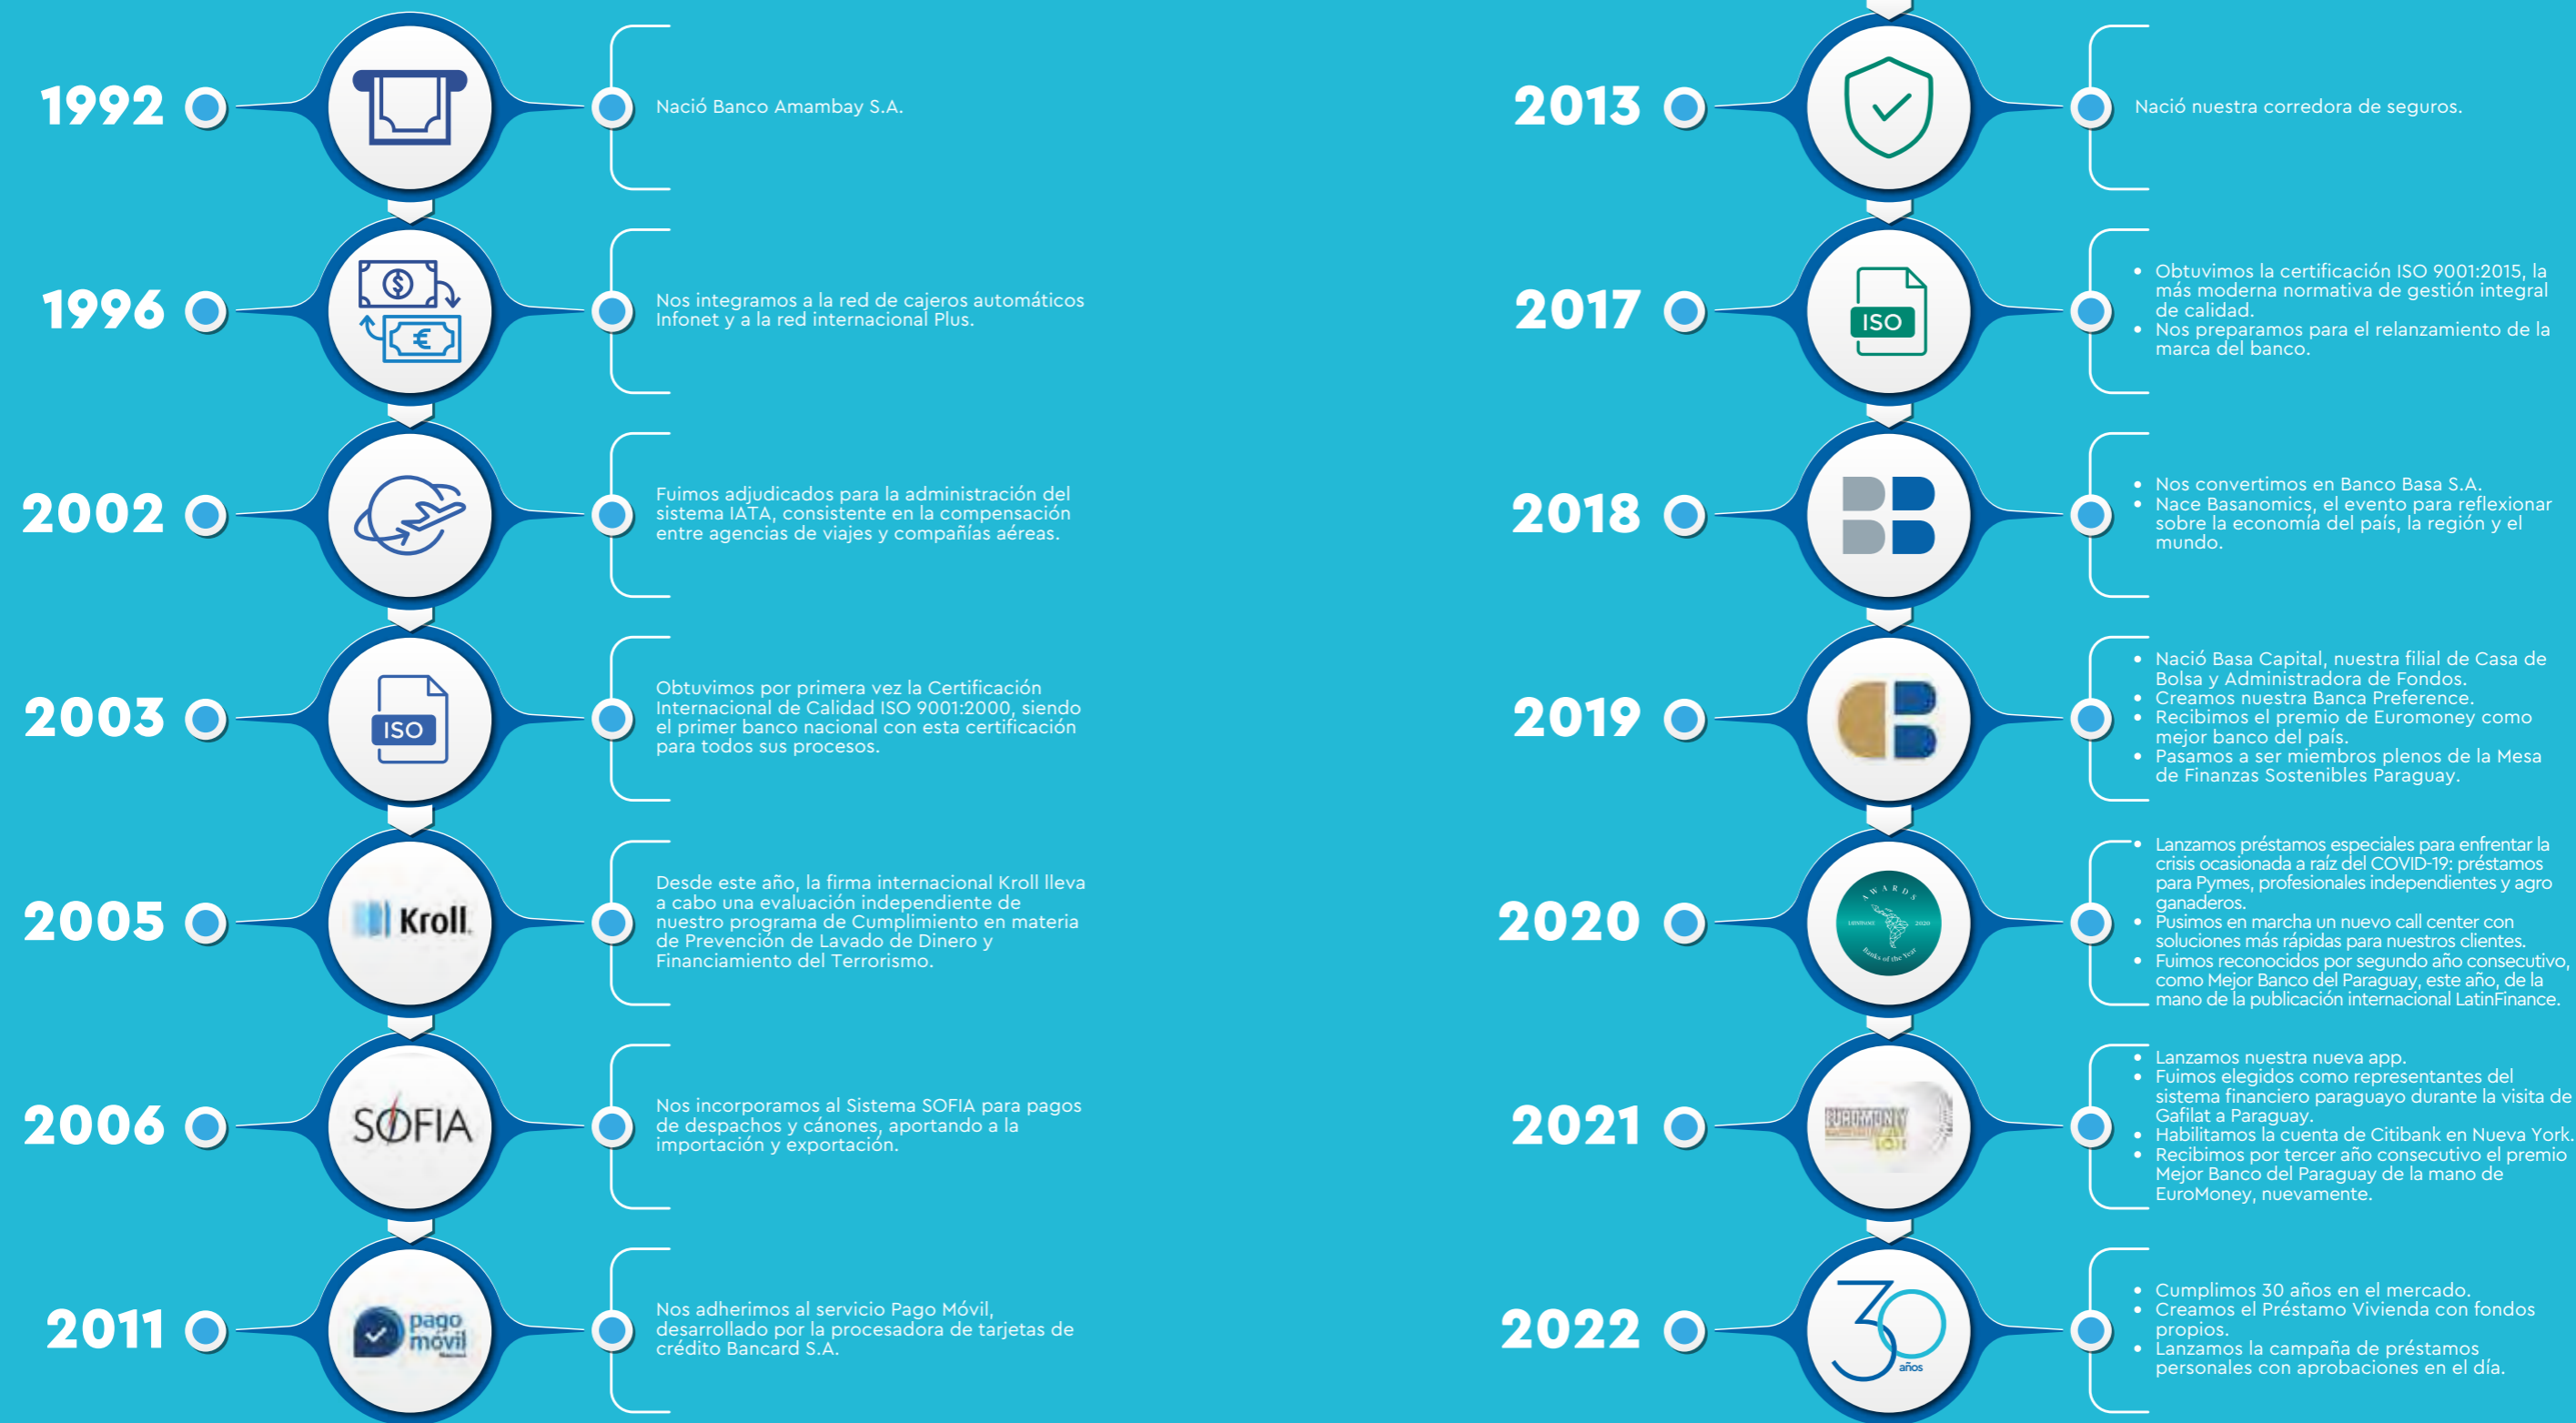 1992
Nació Banco Amambay S.A.
1996
Nos integramos a la red de cajeros automáticos
Infonet y a la red internacional Plus.
2002
Fuimos adjudicados para la administración del
sistema IATA, consistente en la compensación
entre agencias de viajes y compañías aéreas.
2003
ISO
Obtuvimos por primera vez la Certificación
Internacional de Calidad ISO 9001:2000, siendo
el primer banco nacional con esta certificación
para todos sus procesos.
2005
Kroll
Desde este año, la firma internacional Kroll lleva
a cabo una evaluación independiente de
nuestro programa de Cumplimiento en materia
de Prevención de Lavado de Dinero y
Financiamiento del Terrorismo.
2006
SOFIA
Nos incorporamos al Sistema SOFIA para pagos
de despachos y cánones, aportando a la
importación y exportación.
2011
pago
móvil
Nos adherimos al servicio Pago Móvil,
desarrollado por la procesadora de tarjetas de
crédito Bancard S.A.
2013
Nació nuestra corredora de seguros.
2017
ISO
• Obtuvimos la certificación ISO 9001:2015, la
más moderna normativa de gestión integral
de calidad.
• Nos preparamos para el relanzamiento de la
marca del banco.
2018
• Nos convertimos en Banco Basa S.A.
• Nace Basanomics, el evento para reflexionar
sobre la economía del país, la región y el
mundo.
2019
• Nació Basa Capital, nuestra filial de Casa de
Bolsa y Administradora de Fondos.
• Creamos nuestra Banca Preference.
• Recibimos el premio de Euromoney como
mejor banco del país.
• Pasamos a ser miembros plenos de la Mesa
de Finanzas Sostenibles Paraguay.
2020
AWARDS
2020
Banks of the Year
• Lanzamos préstamos especiales para enfrentar la
crisis ocasionada a raíz del COVID-19: préstamos
para Pymes, profesionales independientes y agro
ganaderos.
• Pusimos en marcha un nuevo call center con
soluciones más rápidas para nuestros clientes.
• Fuimos reconocidos por segundo año consecutivo,
como Mejor Banco del Paraguay, este año, de la
mano de la publicación internacional LatinFinance.
2021
EUROMONEY
• Lanzamos nuestra nueva app.
• Fuimos elegidos como representantes del
sistema financiero paraguayo durante la visita de
Gafilat a Paraguay.
• Habilitamos la cuenta de Citibank en Nueva York.
• Recibimos por tercer año consecutivo el premio
Mejor Banco del Paraguay de la mano de
EuroMoney, nuevamente.
2022
30
años
• Cumplimos 30 años en el mercado.
• Creamos el Préstamo Vivienda con fondos
propios.
• Lanzamos la campaña de préstamos
personales con aprobaciones en el día.